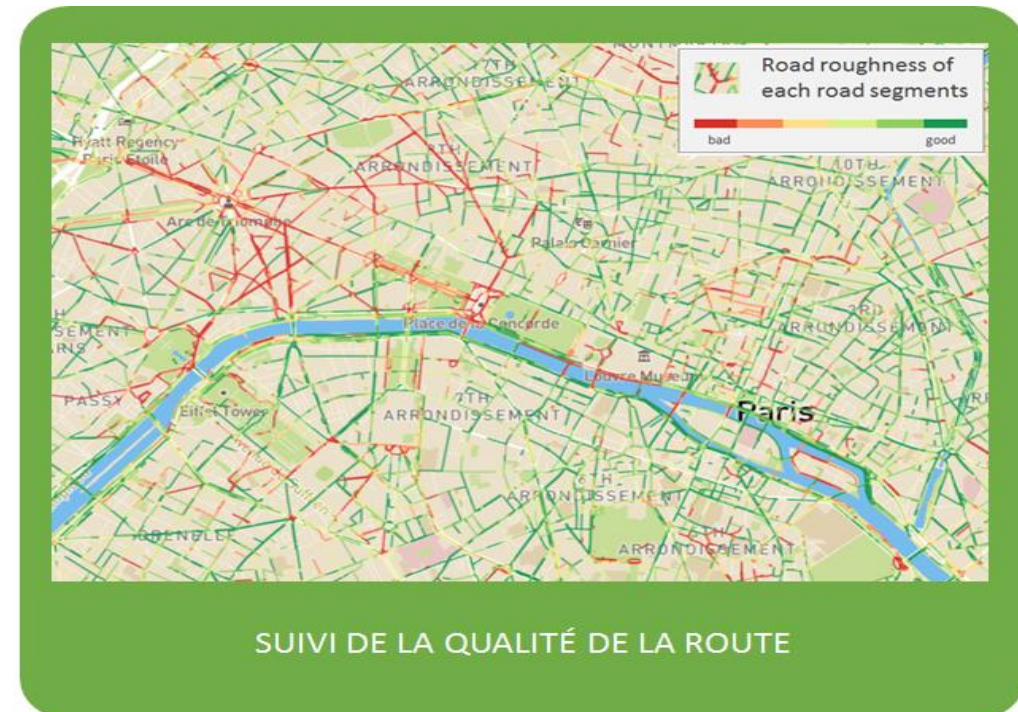 MONTMARTRE
17TH
ARRONDISSEMENT
Road roughness of
each road segments
bad
good
Hyatt Regency
Paris Etoile
8TH
ARRONDISSEMENT
10TH
ARRONDISSEMENT
Arc de Triomphe
Palais Garnier
Place de la Concorde
3RD
ARRONDISSEMENT
Louvre Museum
PASSY
Eiffel Tower
7TH
ARRONDISSEMENT
Paris
6TH
ARRONDISSEMENT
GRENELLE
5TH
ARRONDISSEMENT
SUIVI DE LA QUALITÉ DE LA ROUTE